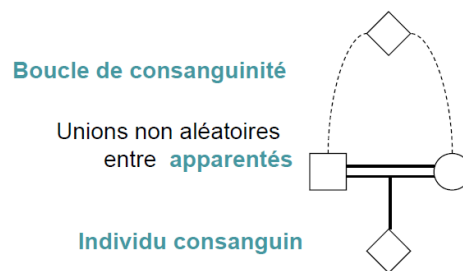 Boucle de consanguinité
Unions non aléatoires
entre apparentés
Individu consanguin